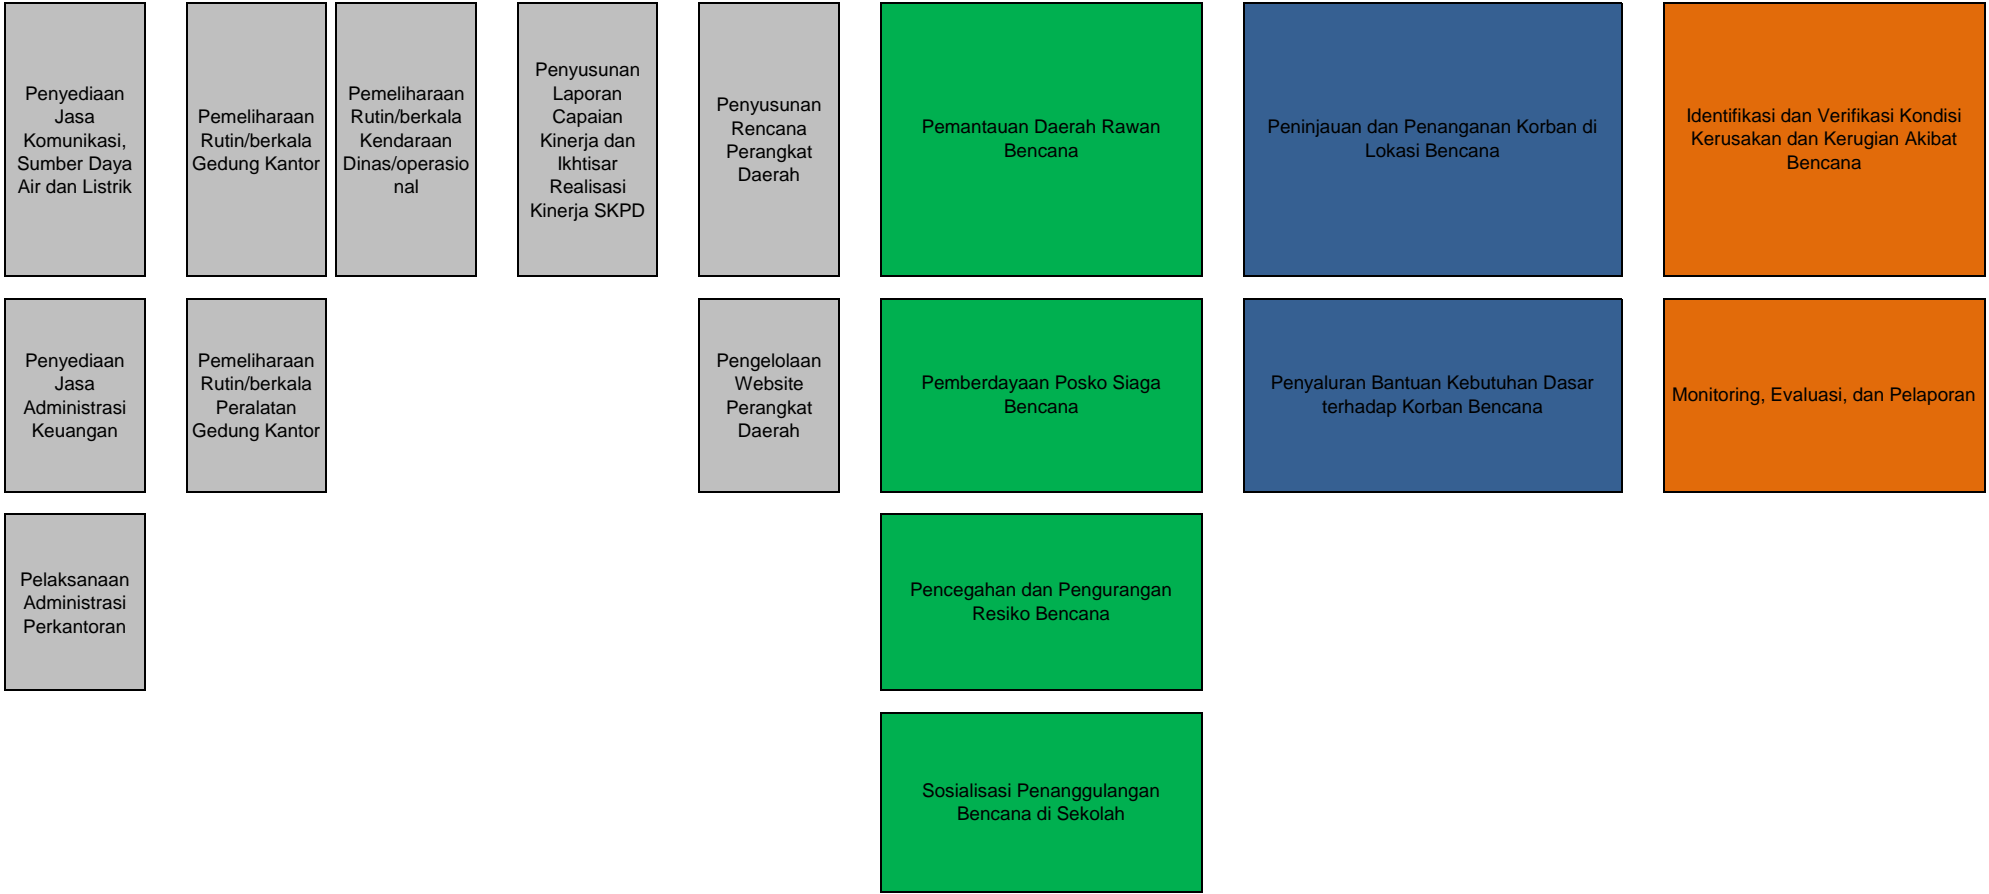 Penyediaan
Jasa
Komunikasi,
Sumber Daya
Air dan Listrik
Pemeliharaan
Rutin/berkala
Gedung Kantor
Pemeliharaan
Rutin/berkala
Kendaraan
Dinas/operasio
nal
Penyusunan
Laporan
Capaian
Kinerja dan
Ikhtisar
Realisasi
Kinerja SKPD
Penyusunan
Rencana
Perangkat
Daerah
Pemantauan Daerah Rawan
Bencana
Peninjauan dan Penanganan Korban di
Lokasi Bencana
Identifikasi dan Verifikasi Kondisi
Kerusakan dan Kerugian Akibat
Bencana
Penyediaan
Jasa
Administrasi
Keuangan
Pemeliharaan
Rutin/berkala
Peralatan
Gedung Kantor
Pengelolaan
Website
Perangkat
Daerah
Pemberdayaan Posko Siaga
Bencana
Penyaluran Bantuan Kebutuhan Dasar
terhadap Korban Bencana
Monitoring, Evaluasi, dan Pelaporan
Pelaksanaan
Administrasi
Perkantoran
Pencegahan dan Pengurangan
Resiko Bencana
Sosialisasi Penanggulangan
Bencana di Sekolah